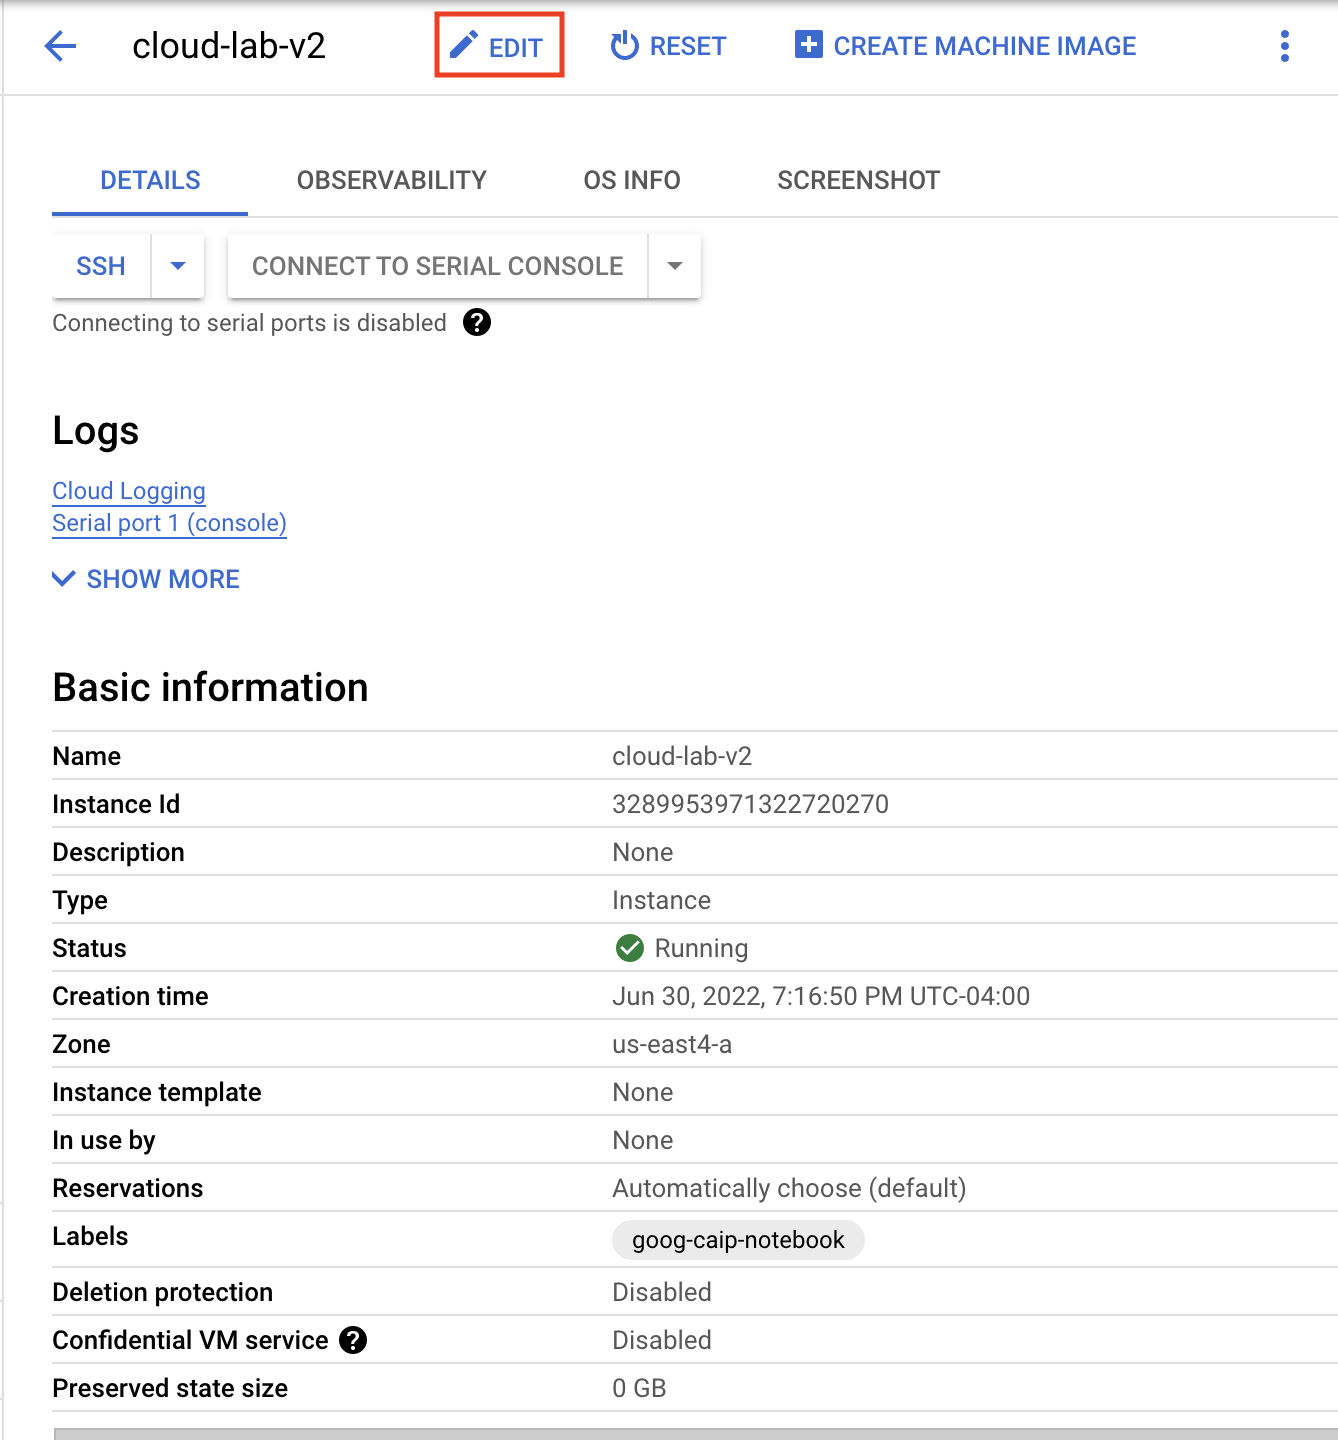 cloud-lab-v2 EDIT RESET CREATE MACHINE IMAGE
DETAILS OBSERVABILITY OS INFO SCREENSHOT
SSH CONNECT TO SERIAL CONSOLE
Connecting to serial ports is disabled ?
Logs
Cloud Logging
Serial port 1 (console)
SHOW MORE
Basic information
Name cloud-lab-v2
Instance Id 3289953971322720270
Description None
Type Instance
Status Running
Creation time Jun 30, 2022, 7:16:50 PM UTC-04:00
Zone us-east4-a
Instance template None
In use by None
Reservations Automatically choose (default)
Labels goog-caip-notebook
Deletion protection Disabled
Confidential VM service ? Disabled
Preserved state size 0 GB